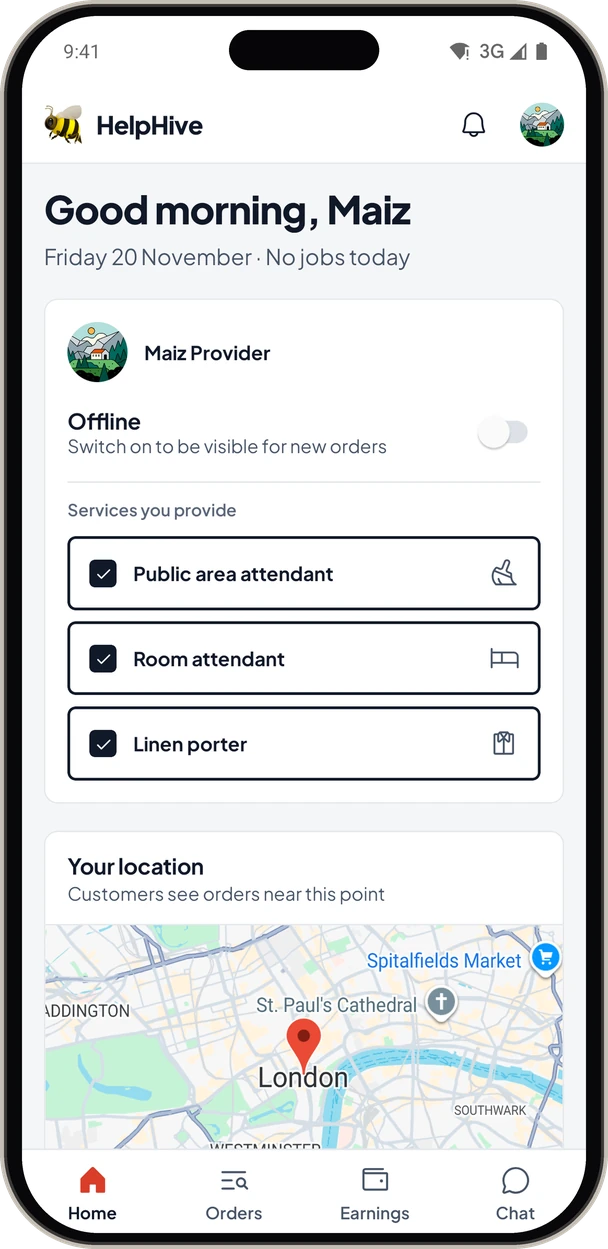 9:41
3G
HelpHive
Good morning, Maiz
Friday 20 November · No jobs today
Maiz Provider
Offline
Switch on to be visible for new orders
Services you provide
Public area attendant
Room attendant
Linen porter
Your location
Customers see orders near this point
Spitalfields Market
St. Paul's Cathedral
ADDINGTON
London
SOUTHWARK
WESTMINSTER
Home
Orders
Earnings
Chat